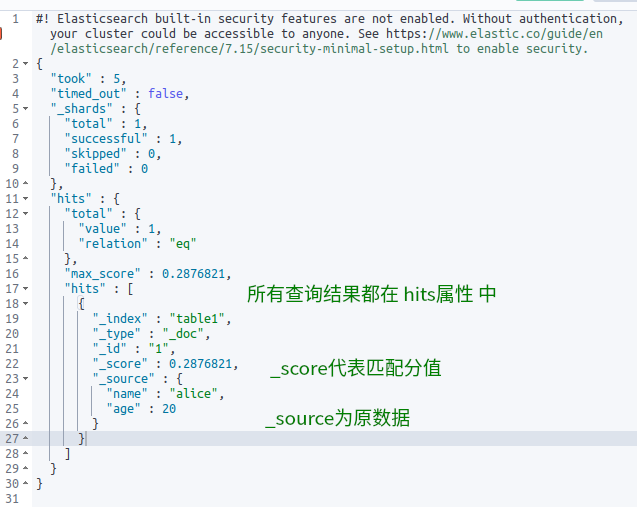 1 #! Elasticsearch built-in security features are not enabled. Without authentication,
your cluster could be accessible to anyone. See https://www.elastic.co/guide/en
/elasticsearch/reference/7.15/security-minimal-setup.html to enable security.
2 {
3 "took" : 5,
4 "timed_out" : false,
5 "_shards" : {
6 "total" : 1,
7 "successful" : 1,
8 "skipped" : 0,
9 "failed" : 0
10 },
11 "hits" : {
12 "total" : {
13 "value" : 1,
14 "relation" : "eq"
15 },
16 "max_score" : 0.2876821,
17 "hits" : [ 所有查询结果都在 hits属性 中
18 {
19 "_index" : "table1",
20 "_type" : "_doc",
21 "_id" : "1",
22 "_score" : 0.2876821, _score代表匹配分值
23 "_source" : {
24 "name" : "alice",
25 "age" : 20 _source为原数据
26 }
27 }
28 ]
29 }
30 }
31